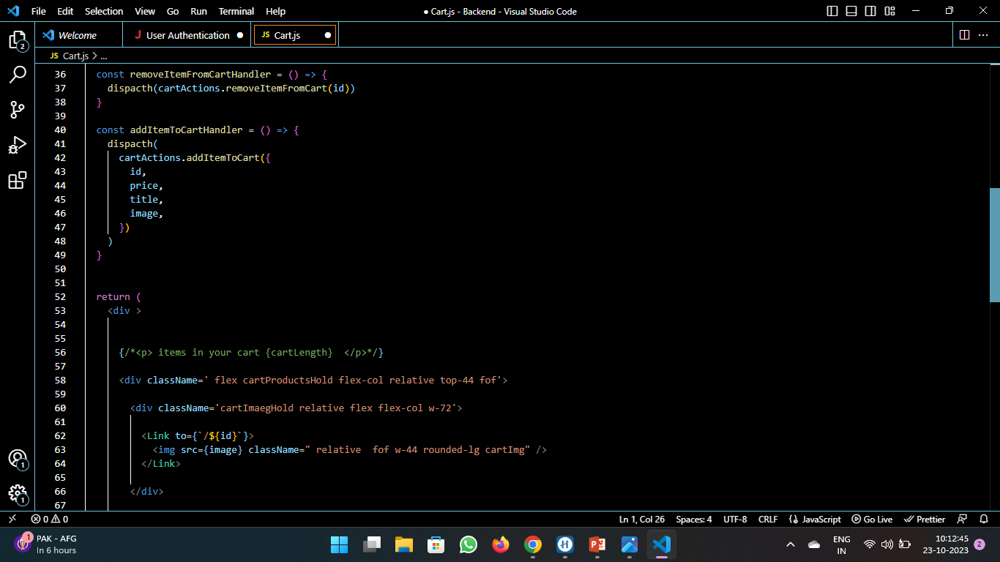 File Edit Selection View Go Run Terminal Help
● Cart.js - Backend - Visual Studio Code
Welcome
J User Authentication ●
JS Cart.js ●
JS Cart.js > ...
36 const removeItemFromCartHandler = () => {
37 dispacth(cartActions.removeItemFromCart(id))
38 }
39
40 const addItemToCartHandler = () => {
41 dispacth(
42 cartActions.addItemToCart({
43 id,
44 price,
45 title,
46 image,
47 })
48 )
49 }
50
51
52 return (
53 <div >
54
55
56 {/*<p> items in your cart {cartLength}  </p>*/}
57
58 <div className=' flex cartProductsHold flex-col relative top-44 fof'>
59
60 <div className='cartImaegHold relative flex flex-col w-72'>
61
62 <Link to={`/${id}`}>
63 <img src={image} className=" relative  fof w-44 rounded-lg cartImg" />
64 </Link>
65
66 </div>
67
2
1
1
0 0
Ln 1, Col 26 Spaces: 4 UTF-8 CRLF {} JavaScript Go Live Prettier
1 PAK - AFG
In 6 hours
H
P
ENG
IN
10:12:45
23-10-2023
2